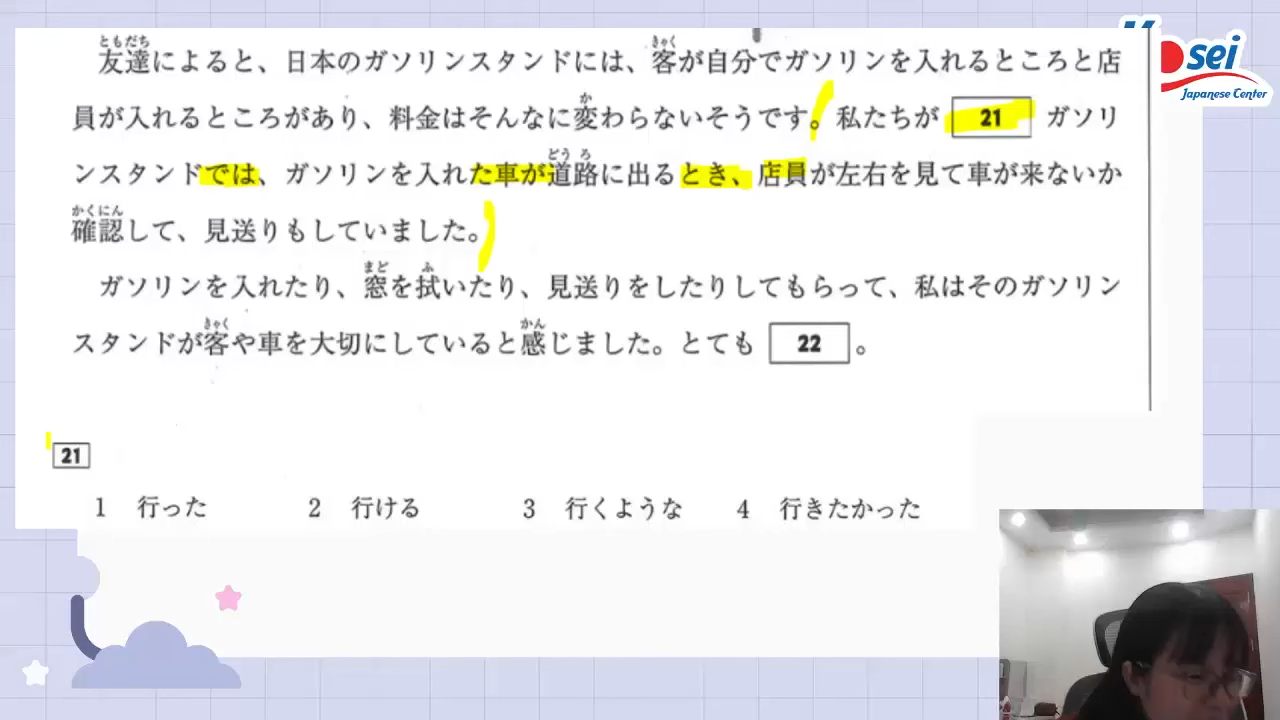 sei
Japanese Center
友達によると、日本のガソリンスタンドには、客が自分でガソリンを入れるところと店
員が入れるところがあり、料金はそんなに変わらないそうです。私たちが 21 ガソリ
ンスタンドでは、ガソリンを入れた車が道路に出るとき、店員が左右を見て車が来ないか
確認して、見送りもしていました。
ガソリンを入れたり、窓を拭いたり、見送りをしたりしてもらって、私はそのガソリン
スタンドが客や車を大切にしていると感じました。とても 22 。
21
1 行った 2 行ける 3 行くような 4 行きたかった